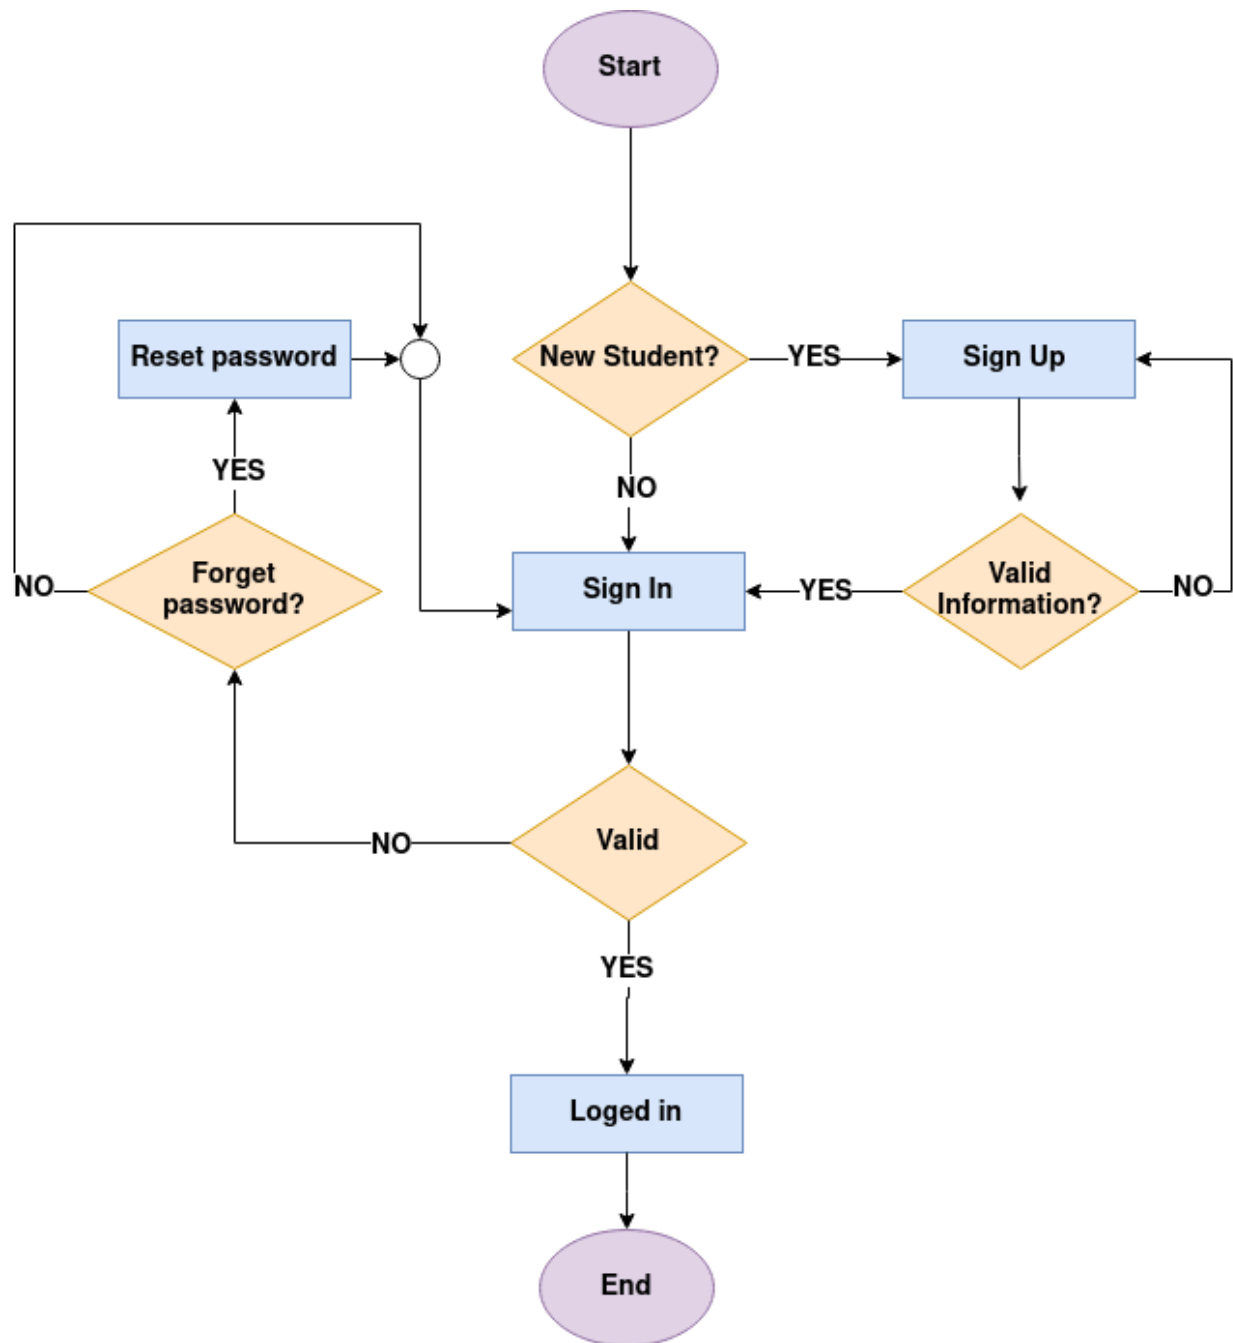 Start
Reset password
New Student?
YES
Sign Up
YES
NO
NO
Forget
password?
Sign In
YES
Valid
Information?
NO
NO
Valid
YES
Loged in
End